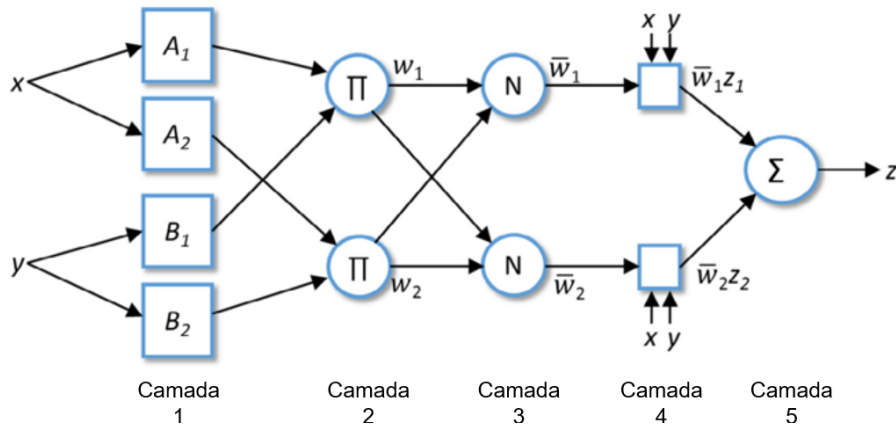 x y
A₁
w₁
w̅₁
w̅₁z₁
x
∏
N
A₂
Σ
z
B₁
y
∏
N
w₂
w̅₂
w̅₂z₂
B₂
x y
Camada Camada Camada Camada Camada
1 2 3 4 5